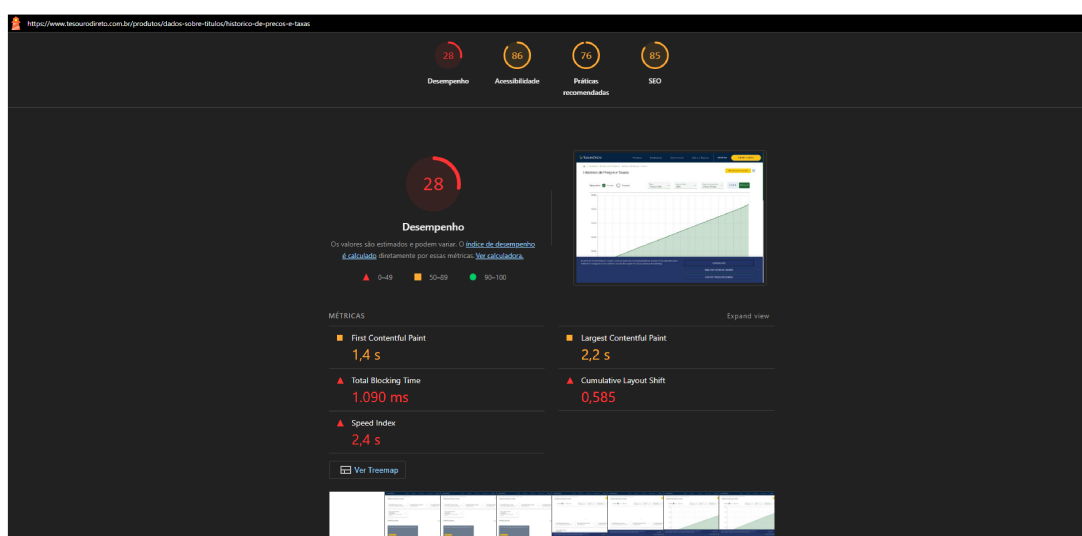 https://www.tesourodireto.com.br/produtos/dados-sobre-titulos/historico-de-precos-e-taxas
28
86
76
85
Desempenho
Acessibilidade
Práticas
recomendadas
SEO
28
Desempenho
Os valores são estimados e podem variar. O índice de desempenho
é calculado diretamente por essas métricas. Ver calculadora.
0–49
50–89
90–100
MÉTRICAS
Expand view
First Contentful Paint
1,4 s
Largest Contentful Paint
2,2 s
Total Blocking Time
1.090 ms
Cumulative Layout Shift
0,585
Speed Index
2,4 s
Ver Treemap